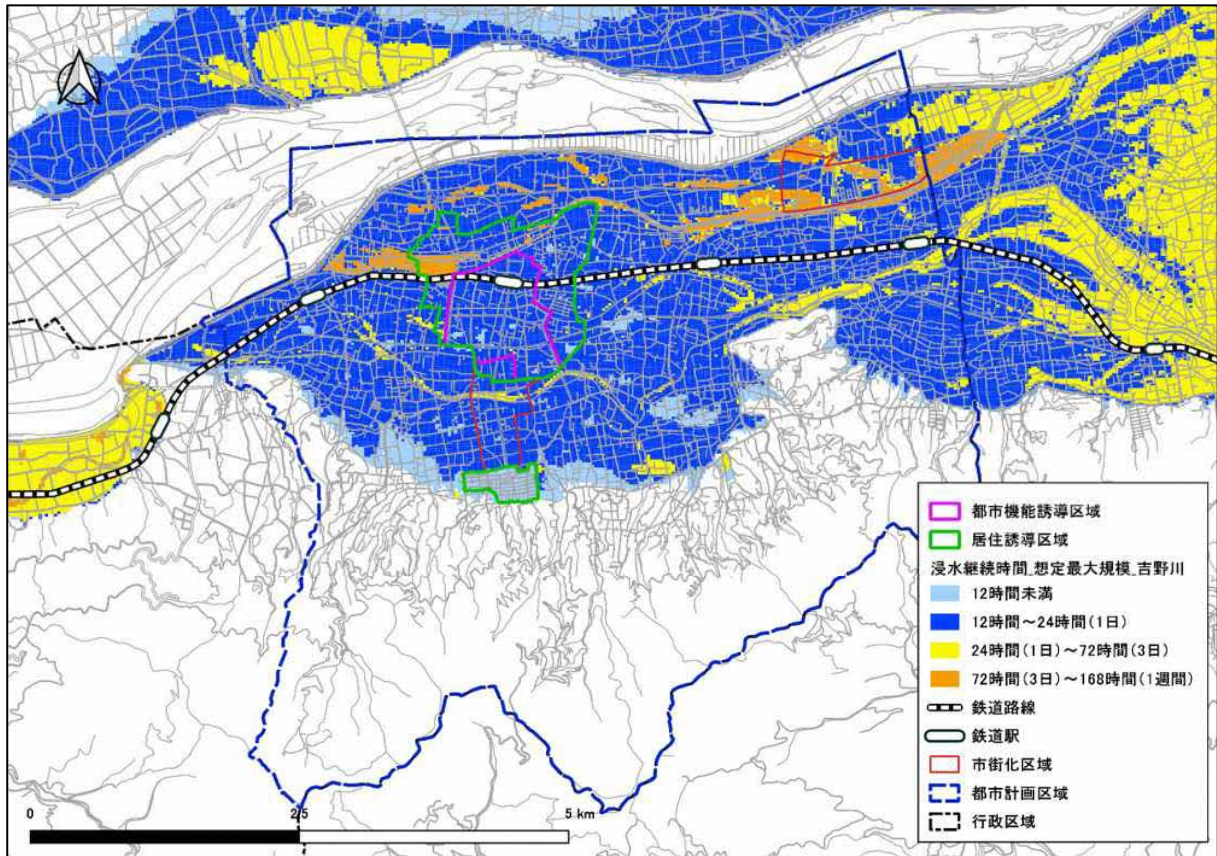 都市機能誘導区域
居住誘導区域
浸水継続時間_想定最大規模_吉野川
12時間未満
12時間～24時間(1日)
24時間(1日)～72時間(3日)
72時間(3日)～168時間(1週間)
鉄道路線
鉄道駅
市街化区域
都市計画区域
行政区域
0 2.5 5 km